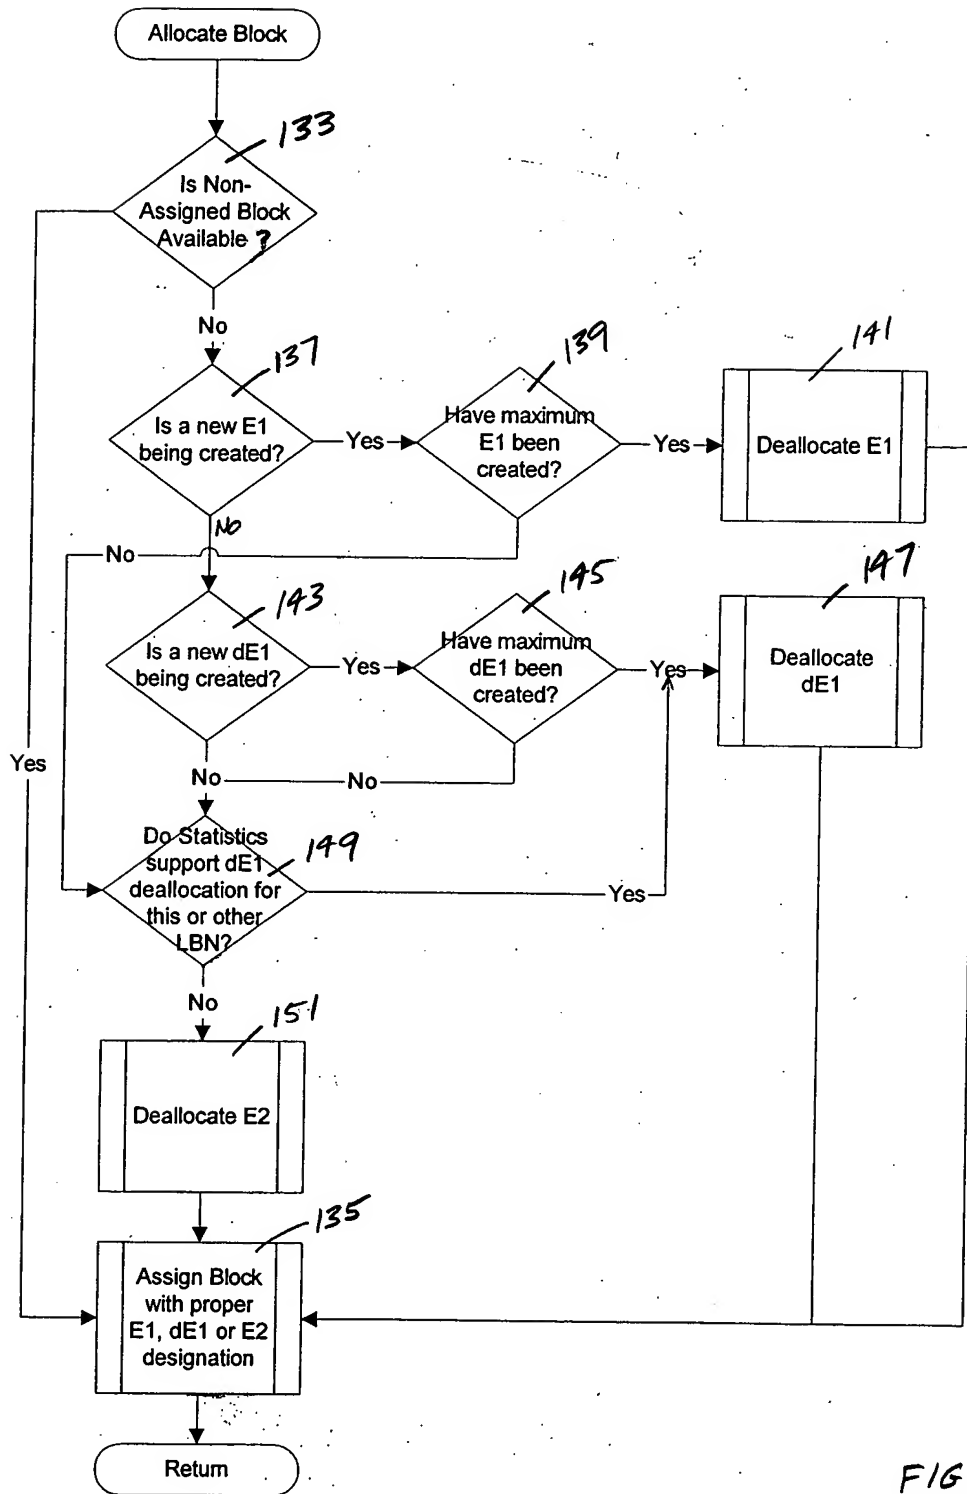 Allocate Block
133
Is Non-
Assigned Block
Available ?
No
137
Is a new E1
being created?
Yes
139
Have maximum
E1 been
created?
Yes
141
Deallocate E1
No
No
143
Is a new dE1
being created?
Yes
145
Have maximum
dE1 been
created?
Yes
147
Deallocate
dE1
Yes
No
No
149
Do Statistics
support dE1
deallocation for
this or other
LBN?
Yes
No
151
Deallocate E2
135
Assign Block
with proper
E1, dE1 or E2
designation
Return
FIG